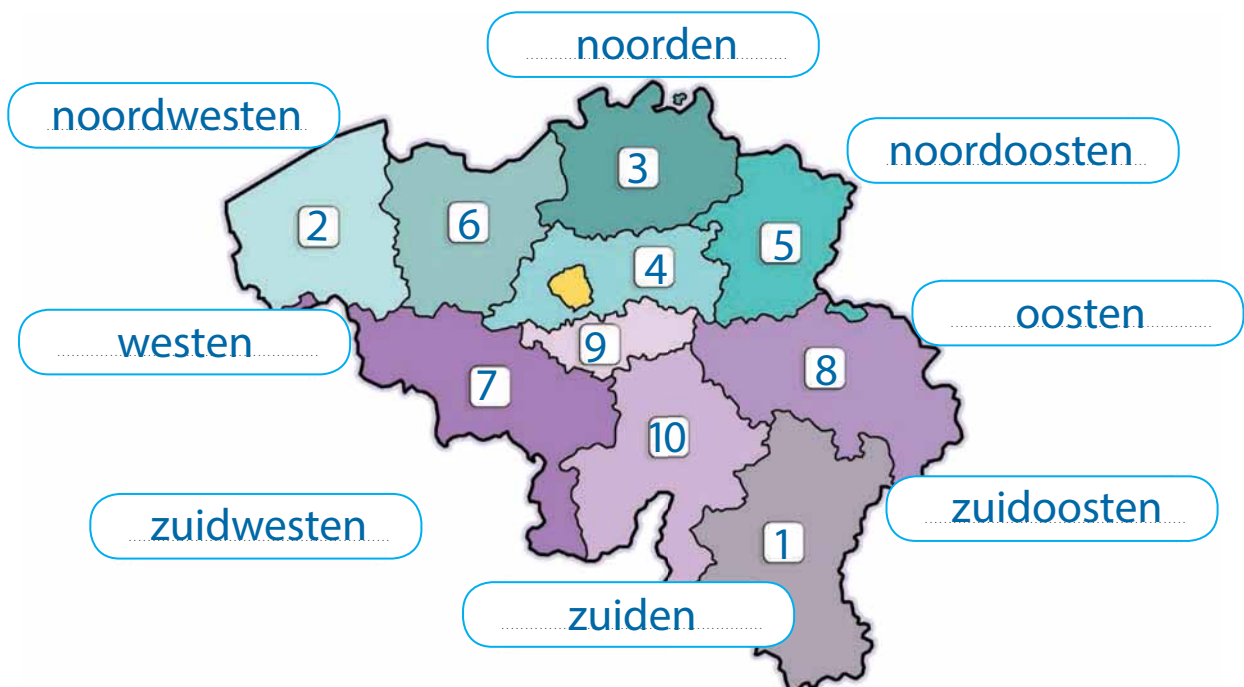 noorden
noordwesten
noordoosten
3
2
6
5
4
oosten
westen
9
8
7
10
zuidoosten
zuidwesten
1
zuiden